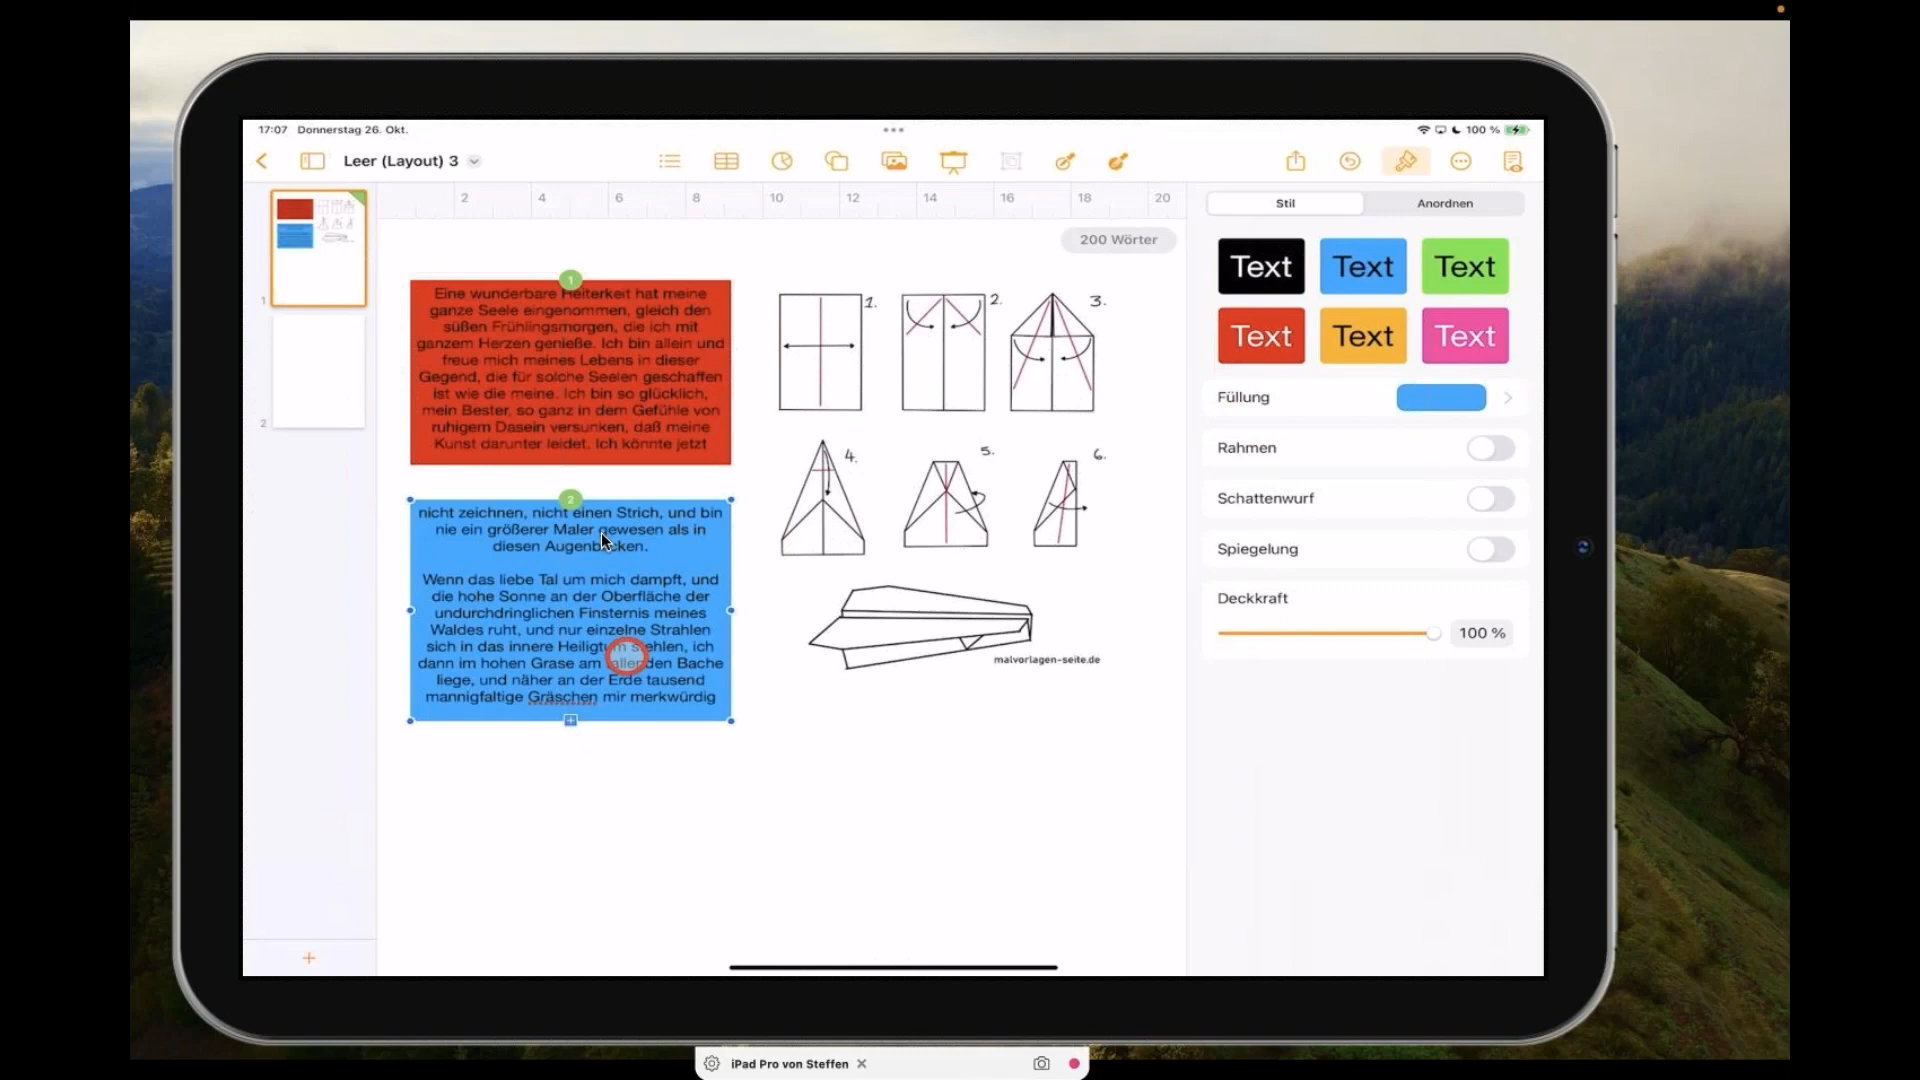 17:07 Donnerstag 26. Okt.
100 %
Leer (Layout) 3
2 4 6 8 10 12 14 16 18 20
200 Wörter
1
2
1
Eine wunderbare Heiterkeit hat meine
ganze Seele eingenommen, gleich den
süßen Frühlingsmorgen, die ich mit
ganzem Herzen genieße. Ich bin allein und
freue mich meines Lebens in dieser
Gegend, die für solche Seelen geschaffen
ist wie die meine. Ich bin so glücklich,
mein Bester, so ganz in dem Gefühle von
ruhigem Dasein versunken, daß meine
Kunst darunter leidet. Ich könnte jetzt
2
nicht zeichnen, nicht einen Strich, und bin
nie ein größerer Maler gewesen als in
diesen Augenblicken.
Wenn das liebe Tal um mich dampft, und
die hohe Sonne an der Oberfläche der
undurchdringlichen Finsternis meines
Waldes ruht, und nur einzelne Strahlen
sich in das innere Heiligtum stehlen, ich
dann im hohen Grase am fallenden Bache
liege, und näher an der Erde tausend
mannigfaltige Gräschen mir merkwürdig
1. 2. 3.
4. 5. 6.
malvorlagen-seite.de
Stil Anordnen
Text Text Text
Text Text Text
Füllung
Rahmen
Schattenwurf
Spiegelung
Deckkraft
100 %
iPad Pro von Steffen